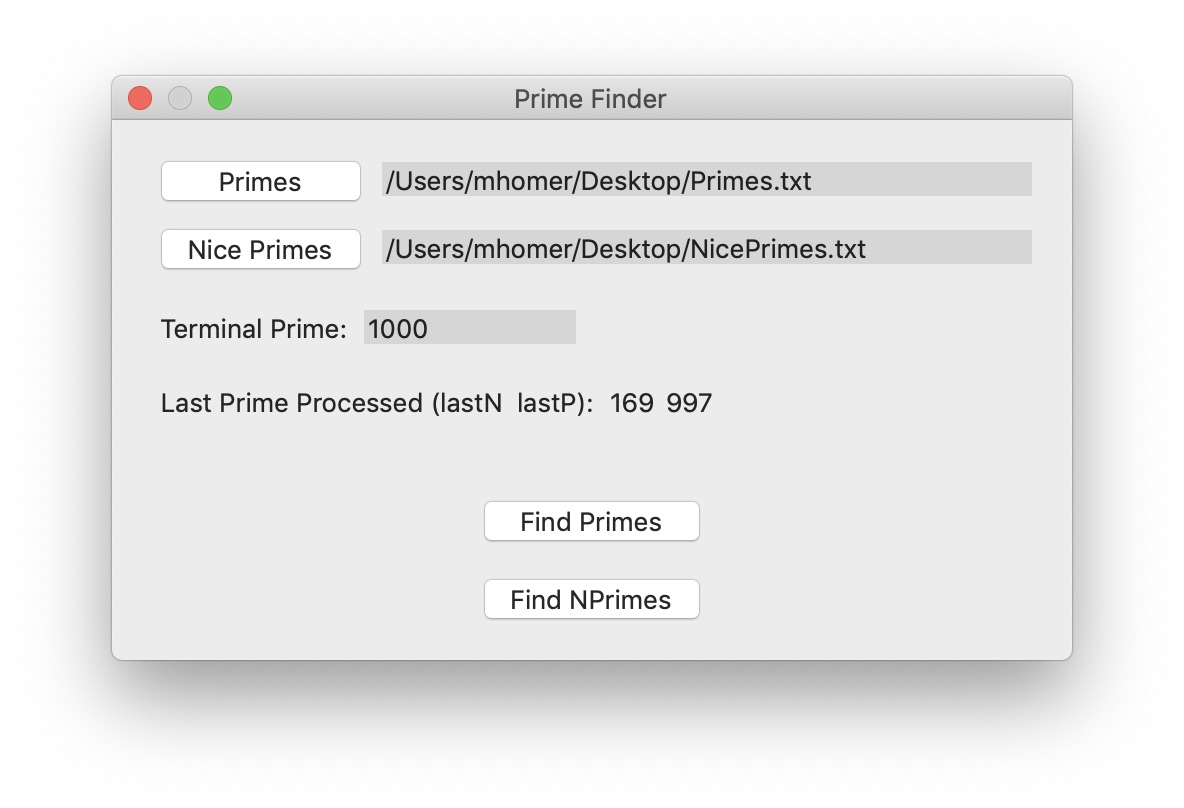 Prime Finder
Primes /Users/mhomer/Desktop/Primes.txt
Nice Primes /Users/mhomer/Desktop/NicePrimes.txt
Terminal Prime: 1000
Last Prime Processed (lastN lastP): 169 997
Find Primes
Find NPrimes